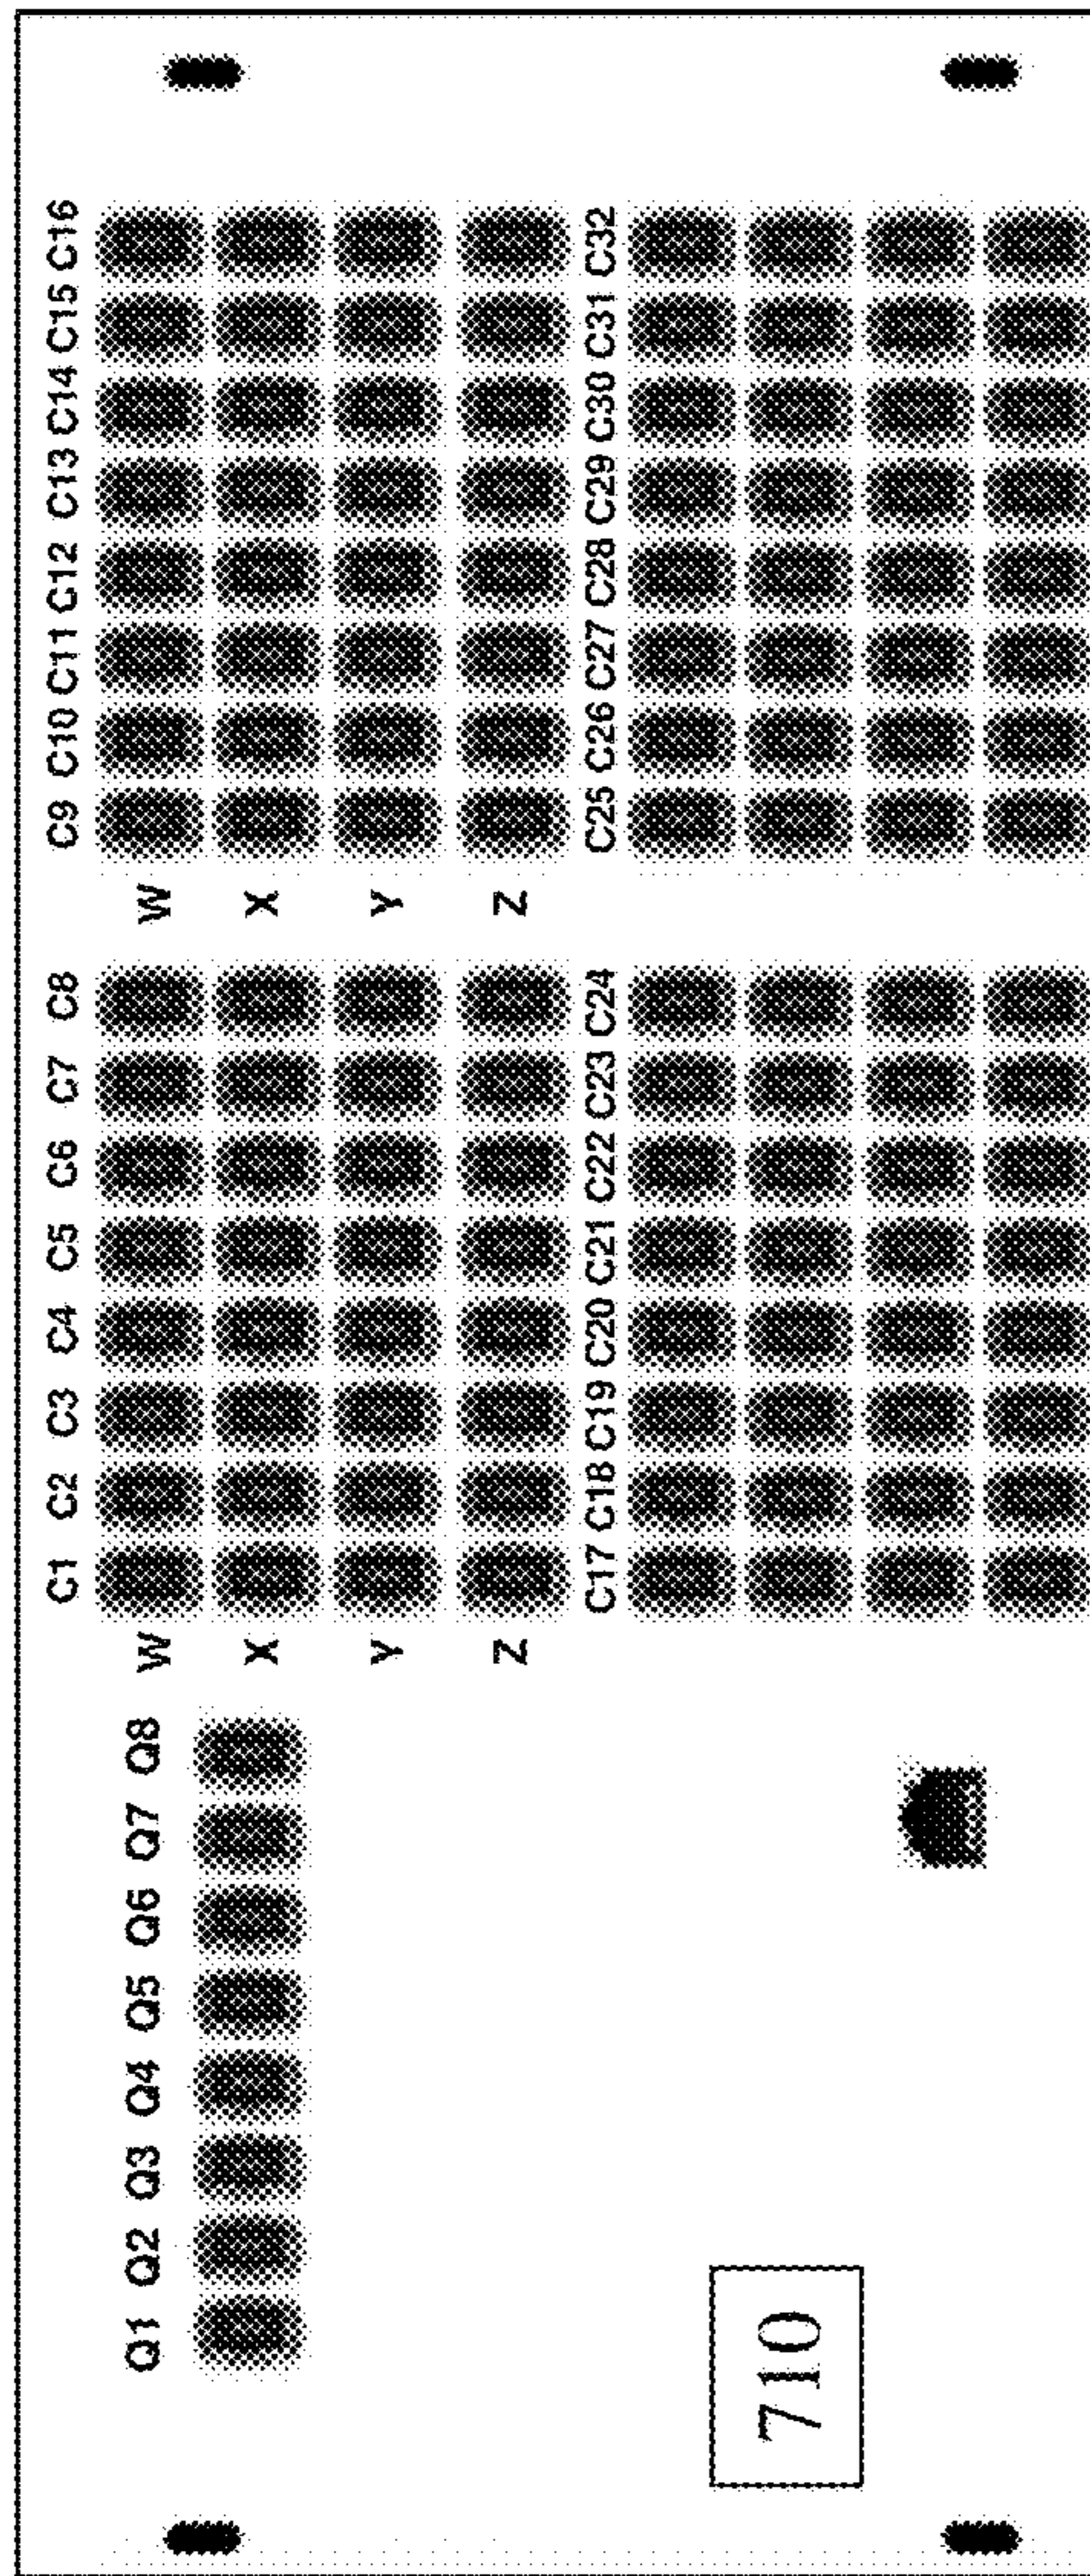 Q1 Q2 Q3 Q4 Q5 Q6 Q7 Q8
C1 C2 C3 C4 C5 C6 C7 C8
C9 C10 C11 C12 C13 C14 C15 C16
W
W
X
X
Y
Y
Z
Z
C17 C18 C19 C20 C21 C22 C23 C24
C25 C26 C27 C28 C29 C30 C31 C32
710